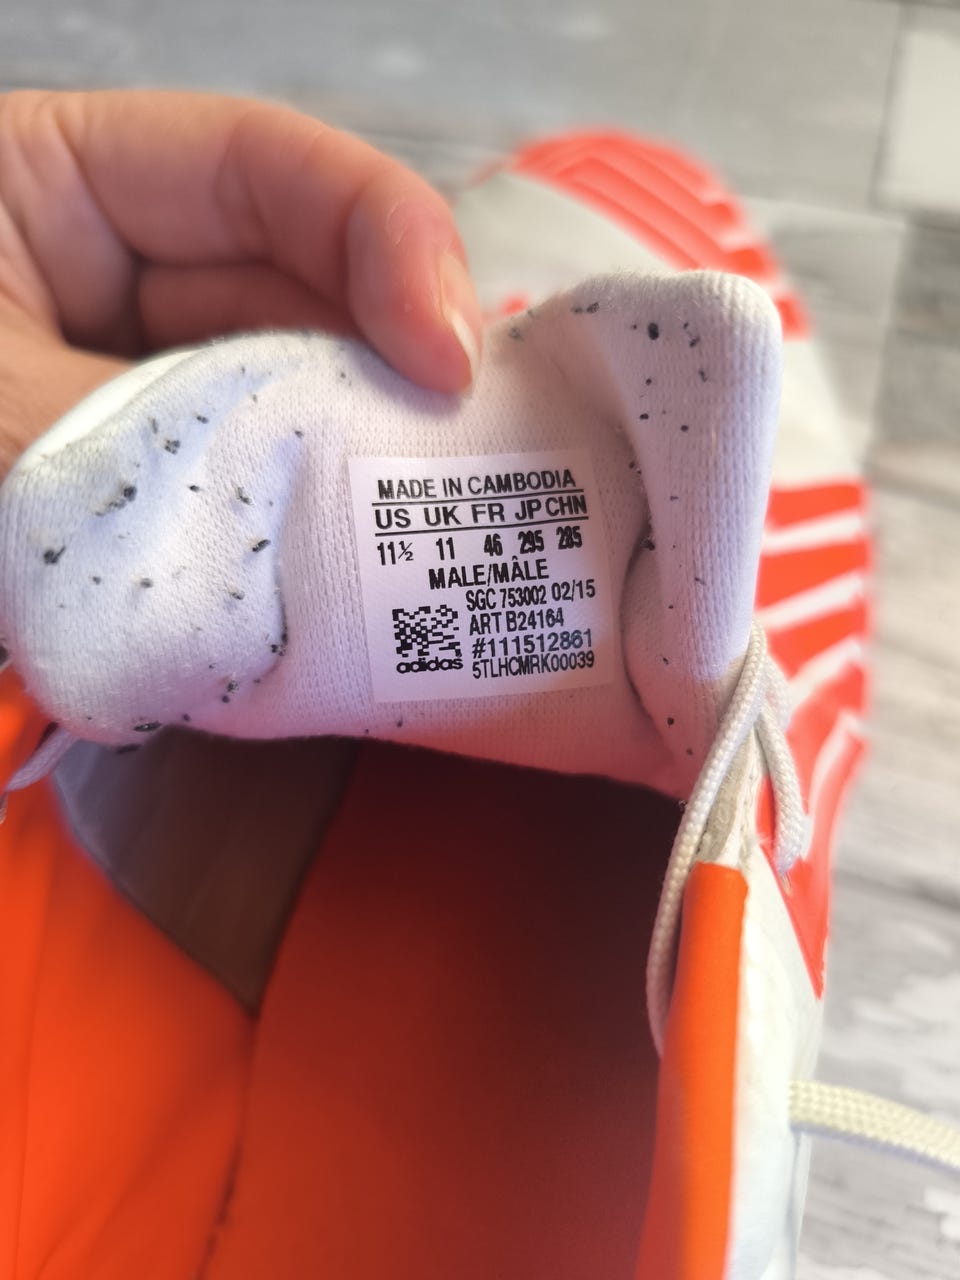 MADE IN CAMBODIA
US UK FR JP CHN
11½ 11 46 295 285
MALE/MÂLE
SGC 753002 02/15
ART B24164
#111512861
adidas 5TLHCMRK00039